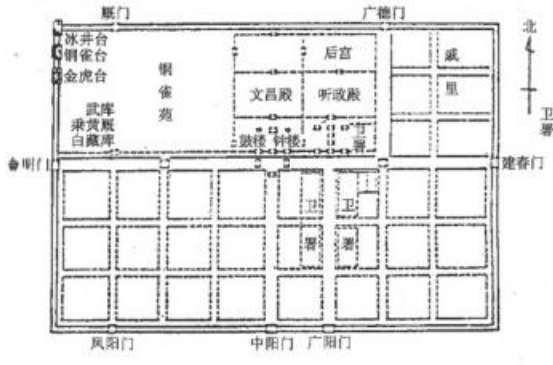 厩门
广德门
北
冰井台
铜雀台
金虎台
铜雀苑
后宫
戚里
文昌殿
听政殿
武库
乘黄厩
白藏库
鼓楼 钟楼
卫署
明门
建春门
卫署
卫署
凤阳门
中阳门
广阳门